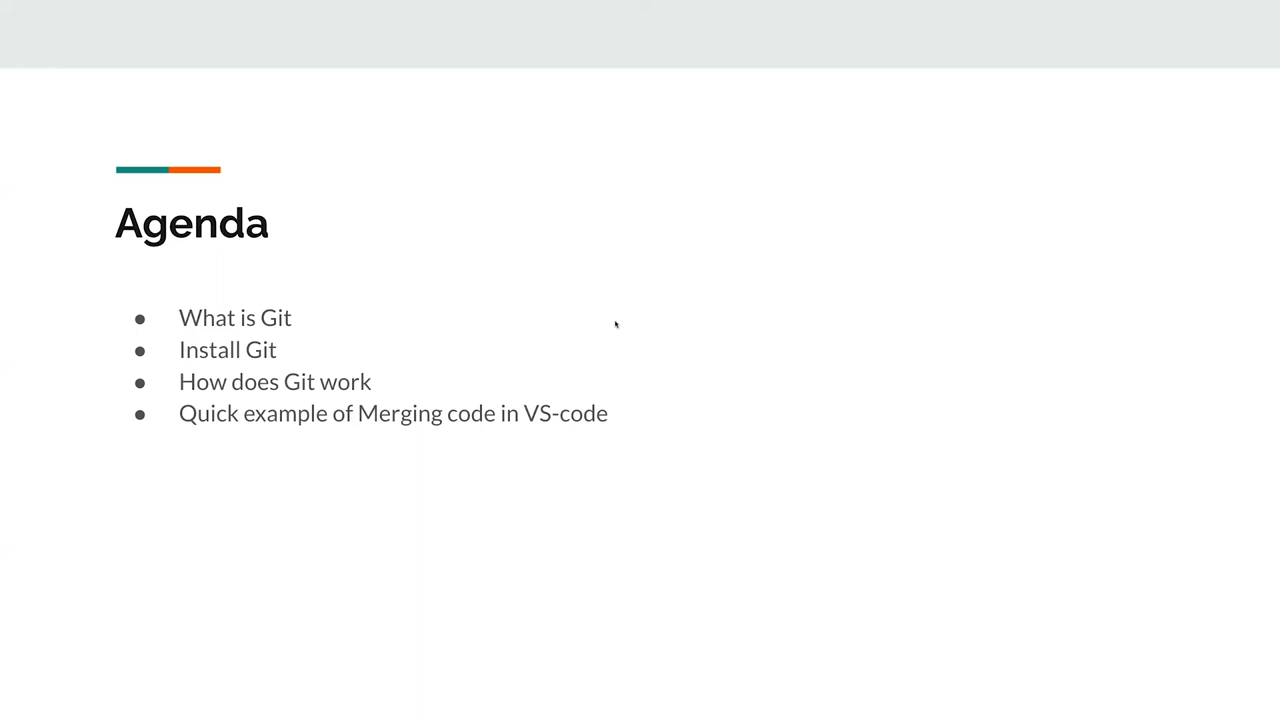 Agenda
● What is Git
● Install Git
● How does Git work
● Quick example of Merging code in VS-code